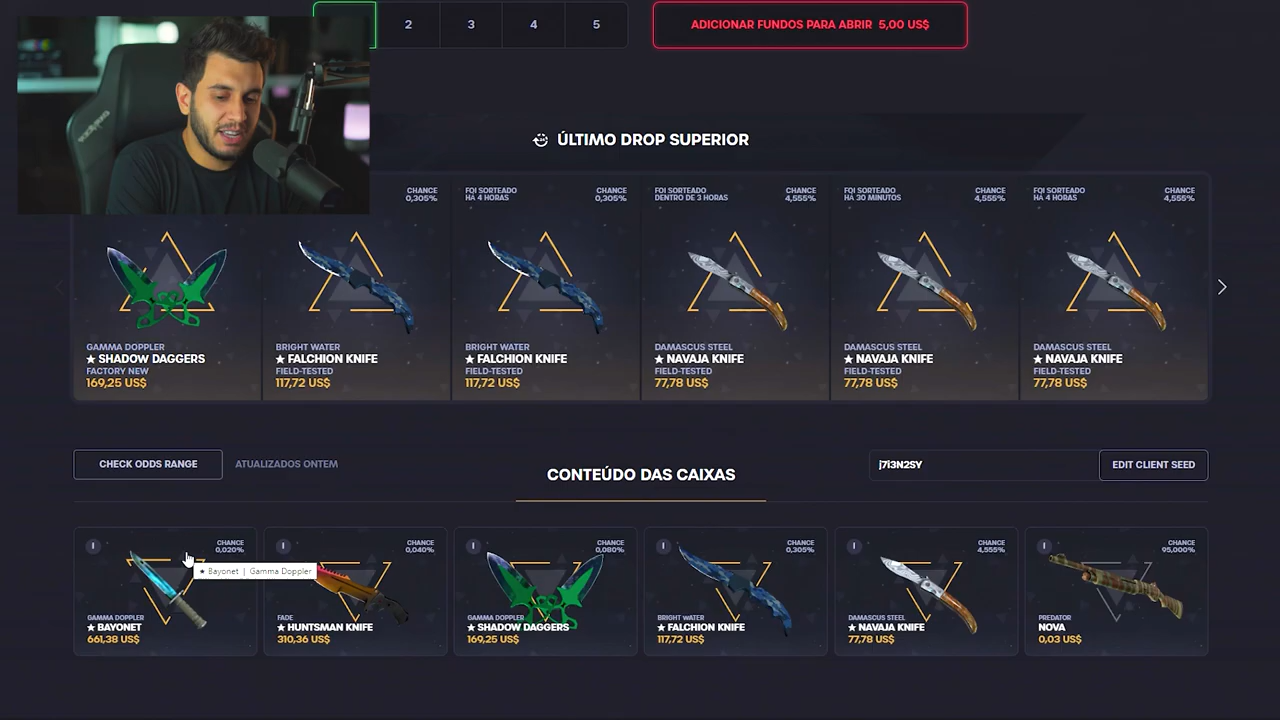 2
3
4
5
ADICIONAR FUNDOS PARA ABRIR 5,00 US$
ÚLTIMO DROP SUPERIOR
CHANCE
0,305%
FOI SORTEADO
HÁ 4 HORAS
CHANCE
0,305%
FOI SORTEADO
DENTRO DE 3 HORAS
CHANCE
4,555%
FOI SORTEADO
HÁ 30 MINUTOS
CHANCE
4,555%
FOI SORTEADO
HÁ 4 HORAS
CHANCE
4,555%
GAMMA DOPPLER
★ SHADOW DAGGERS
FACTORY NEW
169,25 US$
BRIGHT WATER
★ FALCHION KNIFE
FIELD-TESTED
117,72 US$
BRIGHT WATER
★ FALCHION KNIFE
FIELD-TESTED
117,72 US$
DAMASCUS STEEL
★ NAVAJA KNIFE
FIELD-TESTED
77,78 US$
DAMASCUS STEEL
★ NAVAJA KNIFE
FIELD-TESTED
77,78 US$
DAMASCUS STEEL
★ NAVAJA KNIFE
FIELD-TESTED
77,78 US$
CHECK ODDS RANGE
ATUALIZADOS ONTEM
CONTEÚDO DAS CAIXAS
j7i3N2SY
EDIT CLIENT SEED
CHANCE
0,020%
★ Bayonet | Gamma Doppler
GAMMA DOPPLER
★ BAYONET
661,38 US$
CHANCE
0,040%
FADE
★ HUNTSMAN KNIFE
310,36 US$
CHANCE
0,080%
GAMMA DOPPLER
★ SHADOW DAGGERS
169,25 US$
CHANCE
0,305%
BRIGHT WATER
★ FALCHION KNIFE
117,72 US$
CHANCE
4,555%
DAMASCUS STEEL
★ NAVAJA KNIFE
77,78 US$
CHANCE
95,000%
PREDATOR
NOVA
0,03 US$